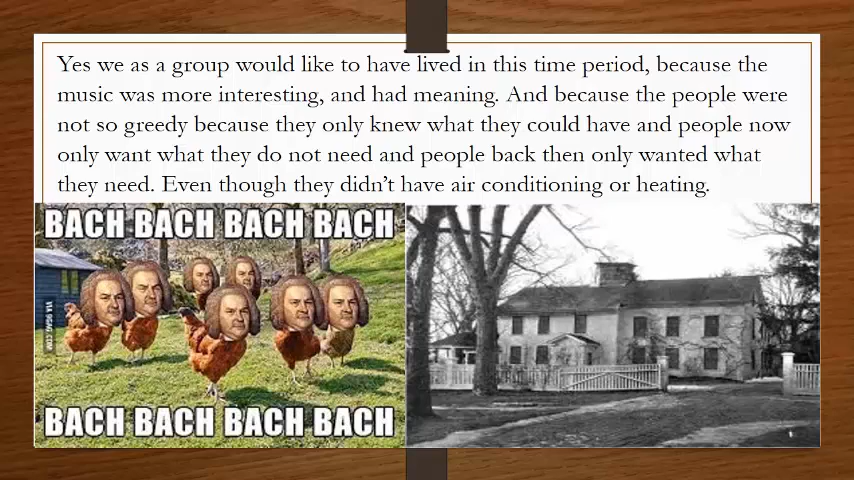 Yes we as a group would like to have lived in this time period, because the
music was more interesting, and had meaning. And because the people were
not so greedy because they only knew what they could have and people now
only want what they do not need and people back then only wanted what
they need. Even though they didn’t have air conditioning or heating.
BACH BACH BACH BACH
VIA 9GAG.COM
BACH BACH BACH BACH